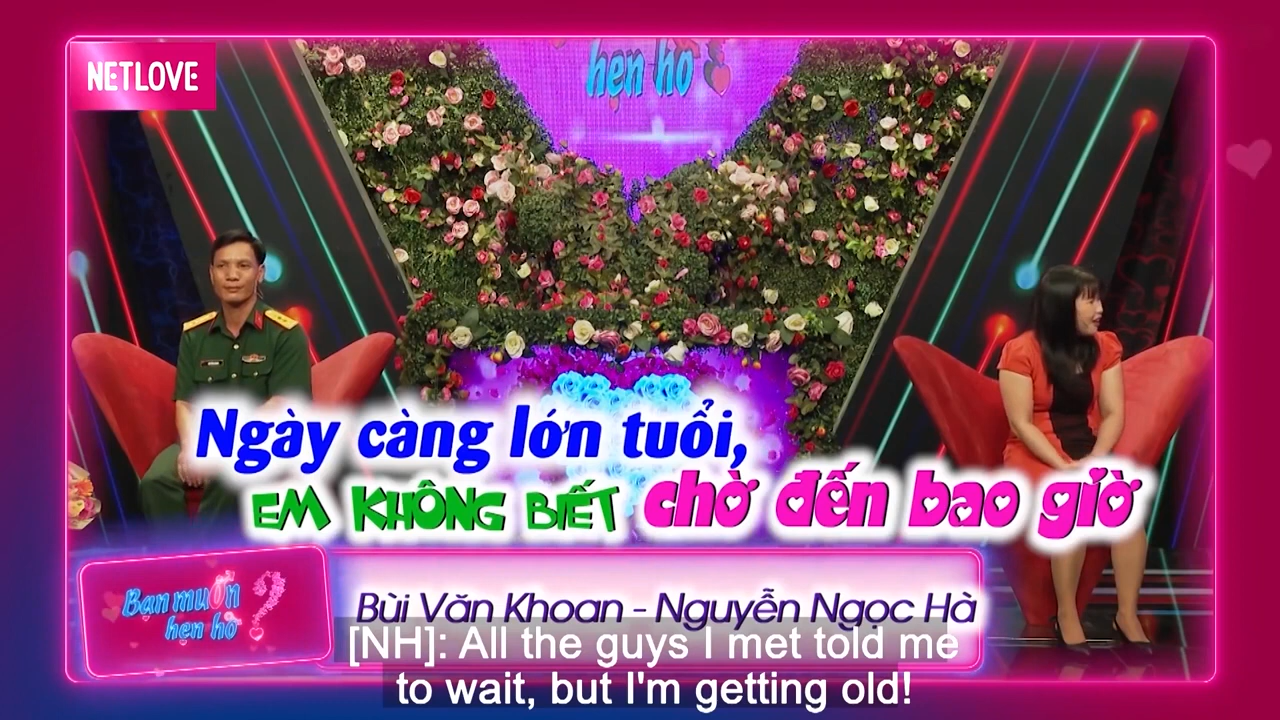 NETLOVE
hẹn hò
Ngày càng lớn tuổi,
EM KHÔNG BIẾT chờ đến bao giờ
Bạn muốn
hẹn hò ?
Bùi Văn Khoan - Nguyễn Ngọc Hà
[NH]: All the guys I met told me
to wait, but I'm getting old!